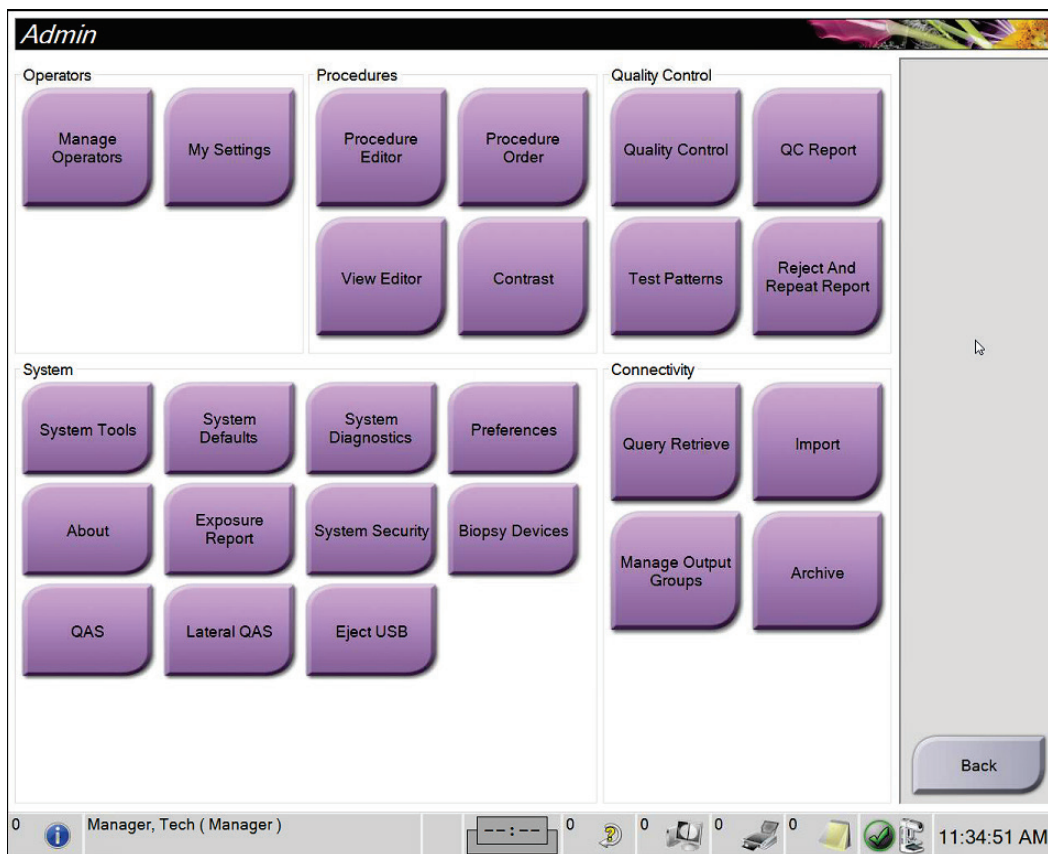 Admin
Operators
Manage
Operators
My Settings
Procedures
Procedure
Editor
Procedure
Order
View Editor
Contrast
Quality Control
Quality Control
QC Report
Test Patterns
Reject And
Repeat Report
System
System Tools
System
Defaults
System
Diagnostics
Preferences
About
Exposure
Report
System Security
Biopsy Devices
QAS
Lateral QAS
Eject USB
Connectivity
Query Retrieve
Import
Manage Output
Groups
Archive
Back
0
Manager, Tech ( Manager )
--:--
0
0
0
0
11:34:51 AM